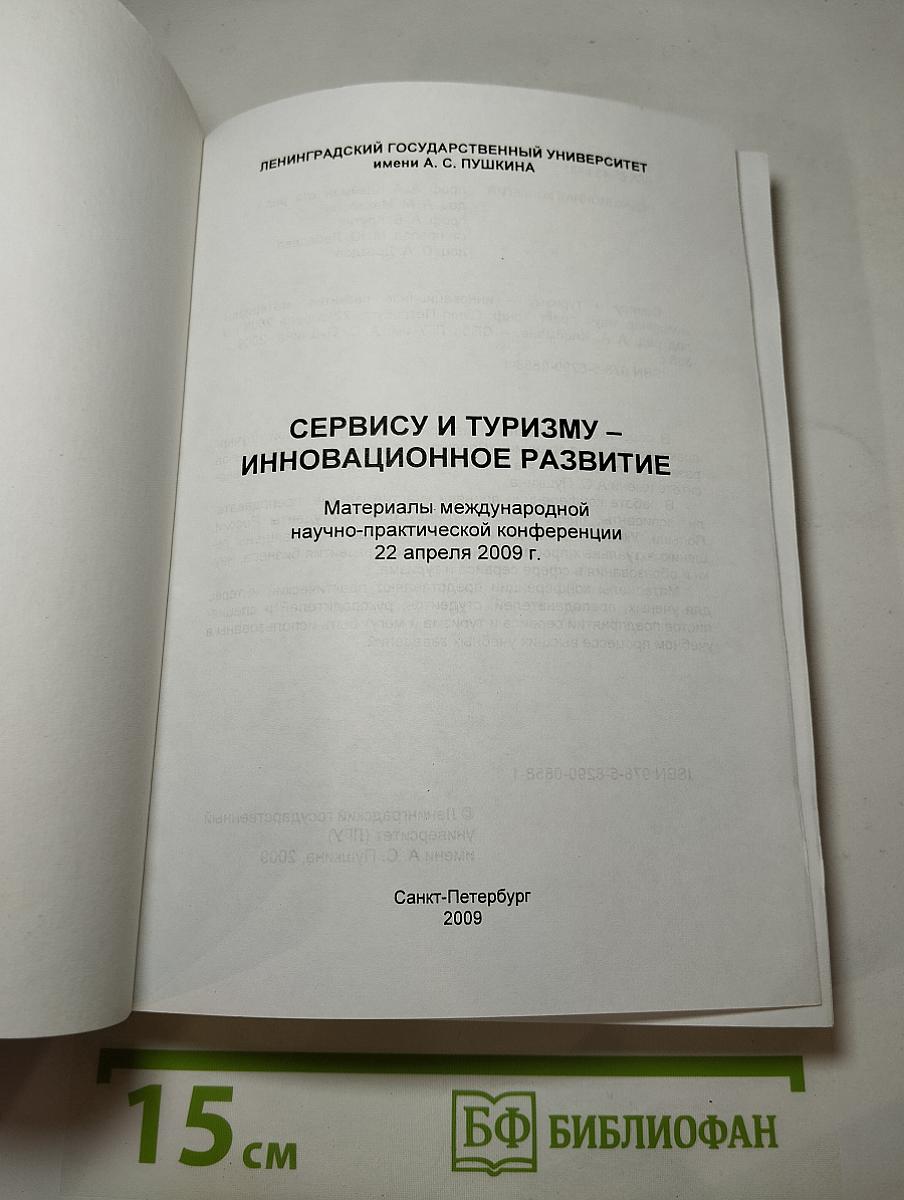 ЛЕНИНГРАДСКИЙ ГОСУДАРСТВЕННЫЙ УНИВЕРСИТЕТ
имени А. С. ПУШКИНА
СЕРВИСУ И ТУРИЗМУ –
ИННОВАЦИОННОЕ РАЗВИТИЕ
Материалы международной
научно-практической конференции
22 апреля 2009 г.
Санкт-Петербург
2009
15 см
БФ БИБЛИОФАН